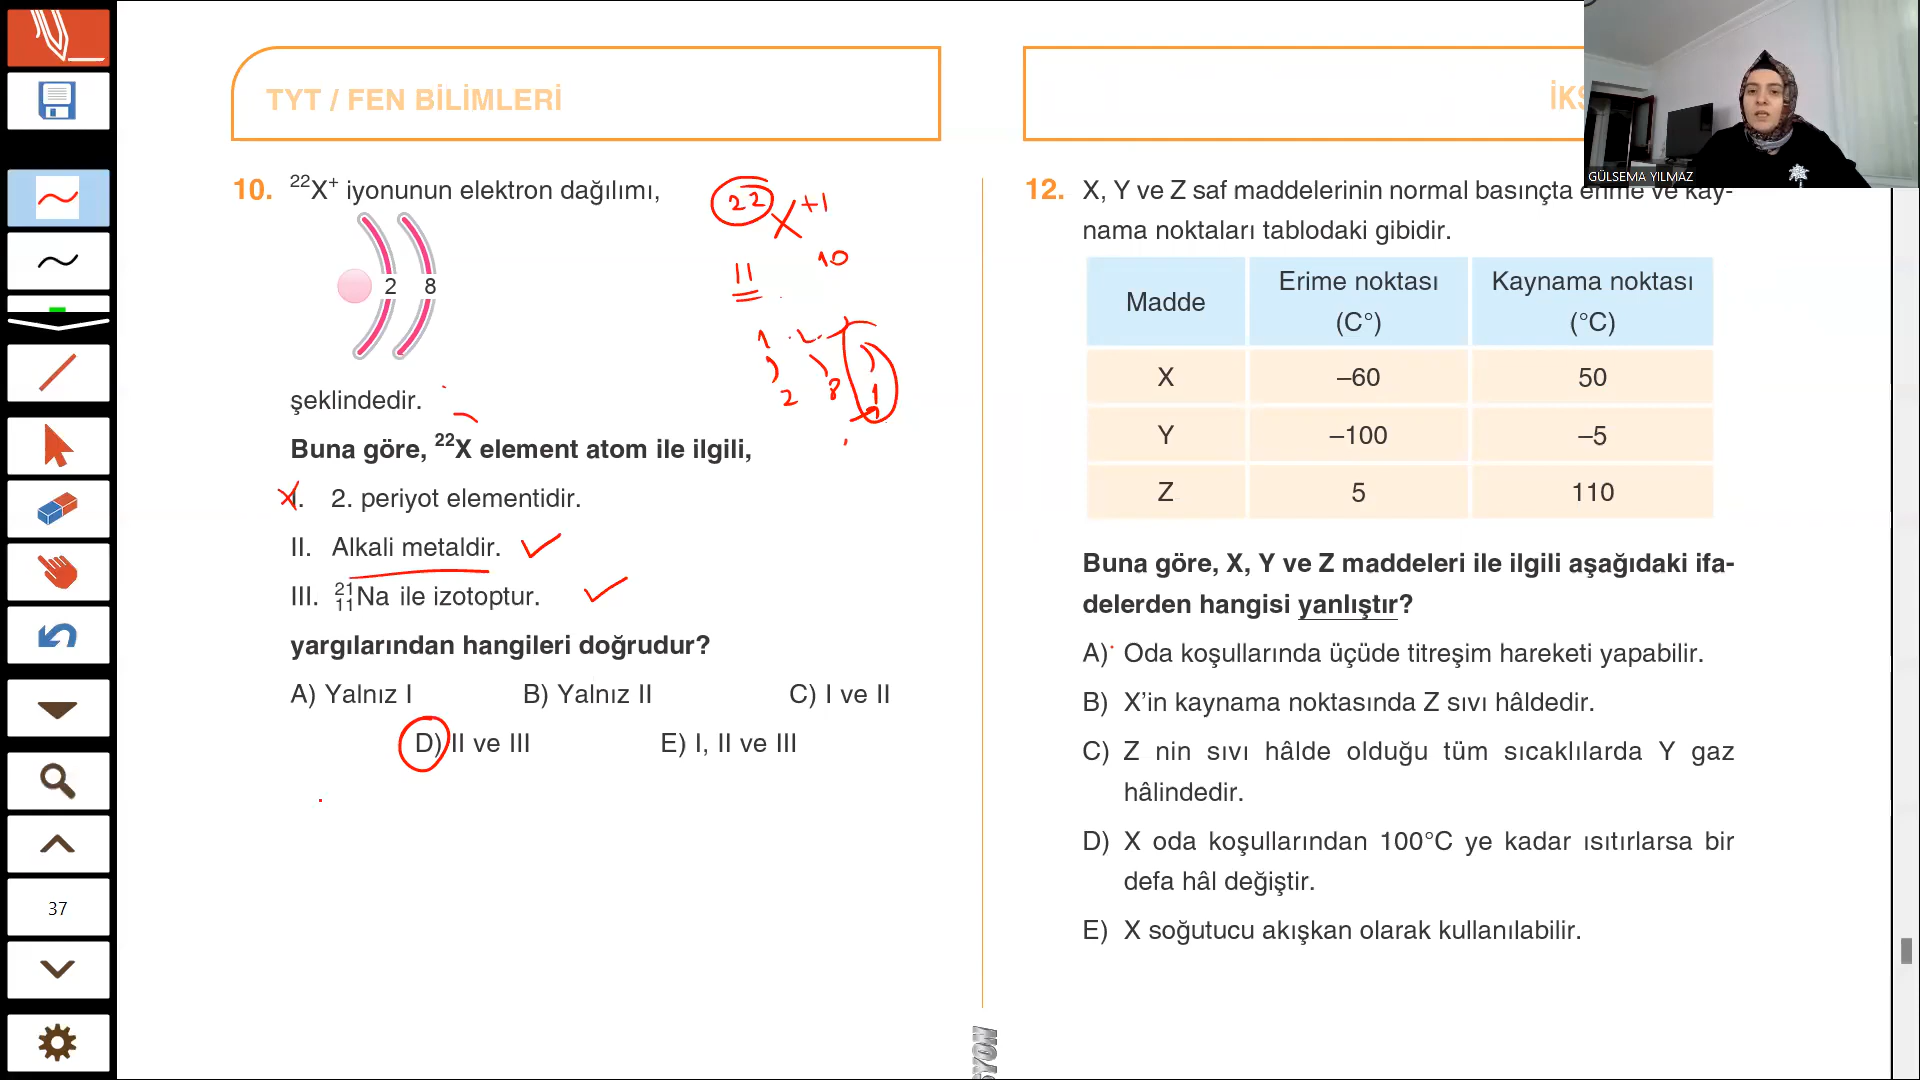 TYT / FEN BİLİMLERİ
10. ²²X⁺ iyonunun elektron dağılımı,
2 8
şeklindedir.
Buna göre, ²²X element atom ile ilgili,
I. 2. periyot elementidir.
II. Alkali metaldir.
III. ²¹₁₁Na ile izotoptur.
yargılarından hangileri doğrudur?
A) Yalnız I B) Yalnız II C) I ve II
D) II ve III E) I, II ve III
22 X +1
10
11
1. 2.
2 8 1
GÜLSEMA YILMAZ
12. X, Y ve Z saf maddelerinin normal basınçta erime ve kay-
nama noktaları tablodaki gibidir.
Madde Erime noktası (C°) Kaynama noktası (°C)
X –60 50
Y –100 –5
Z 5 110
Buna göre, X, Y ve Z maddeleri ile ilgili aşağıdaki ifa-
delerden hangisi yanlıştır?
A) Oda koşullarında üçüde titreşim hareketi yapabilir.
B) X’in kaynama noktasında Z sıvı hâldedir.
C) Z nin sıvı hâlde olduğu tüm sıcaklılarda Y gaz
hâlindedir.
D) X oda koşullarından 100°C ye kadar ısıtırlarsa bir
defa hâl değiştir.
E) X soğutucu akışkan olarak kullanılabilir.
37